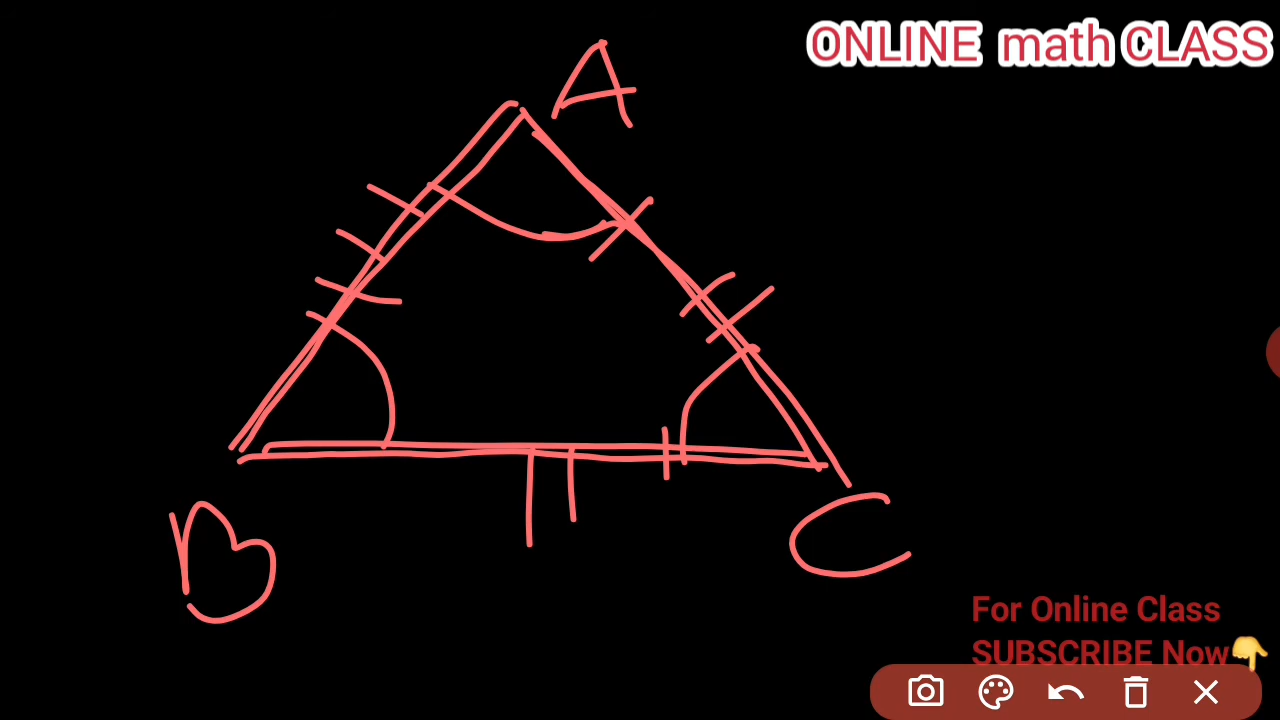 ONLINE math CLASS
A
B
C
For Online Class
SUBSCRIBE Now👇